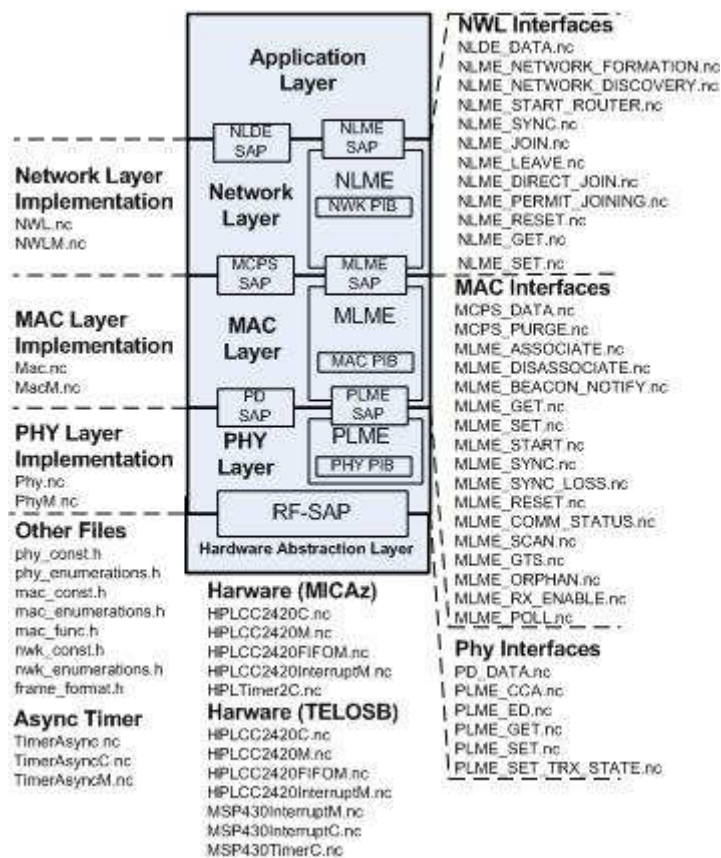 Application
Layer
NLDE
SAP
NLME
SAP
Network
Layer
NLME
NWK PIB
MCPS
SAP
MLME
SAP
MAC
Layer
MLME
MAC PIB
PD
SAP
PLME
SAP
PHY
Layer
PLME
PHY PIB
RF-SAP
Hardware Abstraction Layer
Network Layer
Implementation
NWL.nc
NWLM.nc
MAC Layer
Implementation
Mac.nc
MacM.nc
PHY Layer
Implementation
Phy.nc
PhyM.nc
Other Files
phy_const.h
phy_enumerations.h
mac_const.h
mac_enumerations.h
mac_func.h
nwk_const.h
nwk_enumerations.h
frame_format.h
Async Timer
TimerAsync.nc
TimerAsyncC.nc
TimerAsyncM.nc
Harware (MICAz)
HPLCC2420C.nc
HPLCC2420M.nc
HPLCC2420FIFOM.nc
HPLCC2420InterruptM.nc
HPLTimer2C.nc
Harware (TELOSB)
HPLCC2420C.nc
HPLCC2420M.nc
HPLCC2420FIFOM.nc
HPLCC2420InterruptM.nc
MSP430InterruptM.nc
MSP430InterruptC.nc
MSP430TimerC.nc
NWL Interfaces
NLDE_DATA.nc
NLME_NETWORK_FORMATION.nc
NLME_NETWORK_DISCOVERY.nc
NLME_START_ROUTER.nc
NLME_SYNC.nc
NLME_JOIN.nc
NLME_LEAVE.nc
NLME_DIRECT_JOIN.nc
NLME_PERMIT_JOINING.nc
NLME_RESET.nc
NLME_GET.nc
NLME_SET.nc
MAC Interfaces
MCPS_DATA.nc
MCPS_PURGE.nc
MLME_ASSOCIATE.nc
MLME_DISASSOCIATE.nc
MLME_BEACON_NOTIFY.nc
MLME_GET.nc
MLME_SET.nc
MLME_START.nc
MLME_SYNC.nc
MLME_SYNC_LOSS.nc
MLME_RESET.nc
MLME_COMM_STATUS.nc
MLME_SCAN.nc
MLME_GTS.nc
MLME_ORPHAN.nc
MLME_RX_ENABLE.nc
MLME_POLL.nc
Phy Interfaces
PD_DATA.nc
PLME_CCA.nc
PLME_ED.nc
PLME_GET.nc
PLME_SET.nc
PLME_SET_TRX_STATE.nc